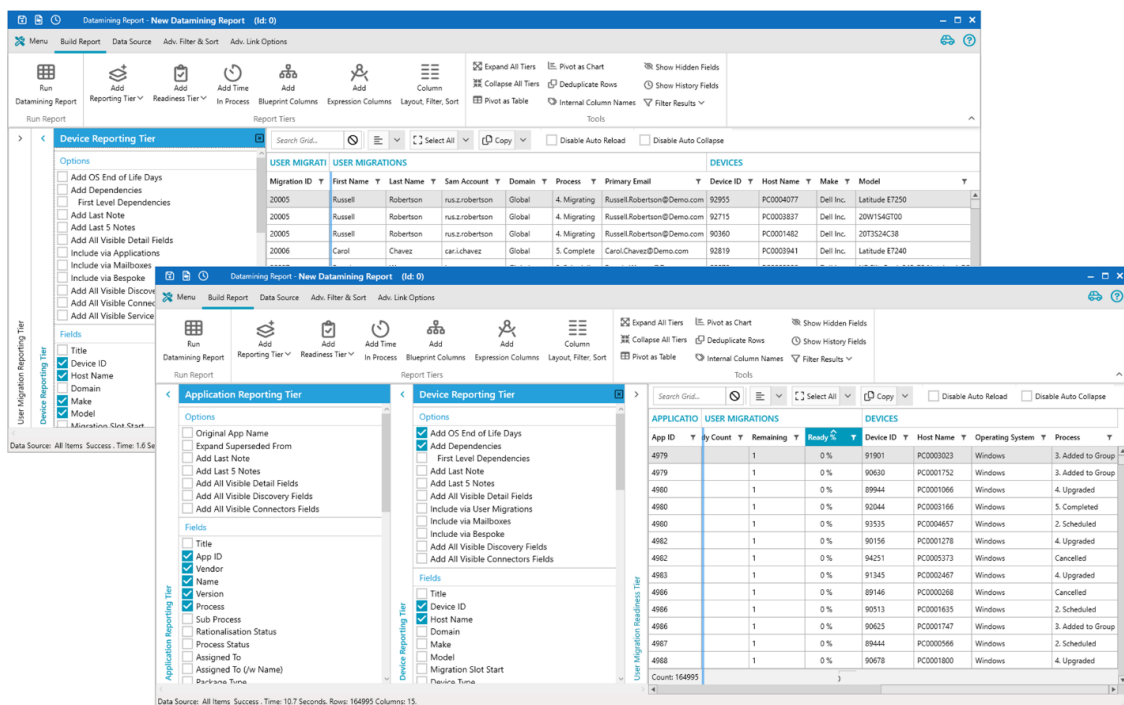 Datamining Report - New Datamining Report (Id: 0)
Menu Build Report Data Source Adv. Filter & Sort Adv. Link Options
Run Datamining Report
Add Reporting Tier
Add Readiness Tier
Add Time In Process
Add Blueprint Columns
Add Expression Columns
Column Layout, Filter, Sort
Expand All Tiers Pivot as Chart Show Hidden Fields
Collapse All Tiers Deduplicate Rows Show History Fields
Pivot as Table Internal Column Names Filter Results
Run Report Report Tiers Tools
Device Reporting Tier
Search Grid... Select All Copy Disable Auto Reload Disable Auto Collapse
Options
Add OS End of Life Days
Add Dependencies
First Level Dependencies
Add Last Note
Add Last 5 Notes
Add All Visible Detail Fields
Include via Applications
Include via Mailboxes
Include via Bespoke
Add All Visible Discove
Add All Visible Connec
Add All Visible Service
Fields
Title
Device ID
Host Name
Domain
Make
Model
Migration Slot Start
User Migration Reporting Tier
Device Reporting Tier
USER MIGRATI USER MIGRATIONS DEVICES
Migration ID First Name Last Name Sam Account Domain Process Primary Email Device ID Host Name Make Model
20005 Russell Robertson rus.z.robertson Global 4. Migrating Russell.Robertson@Demo.com 92955 PC0004077 Dell Inc. Latitude E7250
20005 Russell Robertson rus.z.robertson Global 4. Migrating Russell.Robertson@Demo.com 92715 PC0003837 Dell Inc. 20W1S4GT00
20005 Russell Robertson rus.z.robertson Global 4. Migrating Russell.Robertson@Demo.com 90360 PC0001482 Dell Inc. 20T3S24C38
20006 Carol Chavez car.i.chavez Global 5. Complete Carol.Chavez@Demo.com 92819 PC0003941 Dell Inc. Latitude E7240
Data Source: All Items Success . Time: 1.6 Se
Datamining Report - New Datamining Report (Id: 0)
Menu Build Report Data Source Adv. Filter & Sort Adv. Link Options
Run Datamining Report
Add Reporting Tier
Add Readiness Tier
Add Time In Process
Add Blueprint Columns
Add Expression Columns
Column Layout, Filter, Sort
Expand All Tiers Pivot as Chart Show Hidden Fields
Collapse All Tiers Deduplicate Rows Show History Fields
Pivot as Table Internal Column Names Filter Results
Run Report Report Tiers Tools
Application Reporting Tier
Options
Original App Name
Expand Superseded From
Add Last Note
Add Last 5 Notes
Add All Visible Detail Fields
Add All Visible Discovery Fields
Add All Visible Connectors Fields
Fields
Title
App ID
Vendor
Name
Version
Process
Sub Process
Rationalisation Status
Process Status
Assigned To
Assigned To (/w Name)
Package Type
Application Reporting Tier
Device Reporting Tier
Options
Add OS End of Life Days
Add Dependencies
First Level Dependencies
Add Last Note
Add Last 5 Notes
Add All Visible Detail Fields
Include via User Migrations
Include via Mailboxes
Include via Bespoke
Add All Visible Discovery Fields
Add All Visible Connectors Fields
Fields
Title
Device ID
Host Name
Domain
Make
Model
Migration Slot Start
Device Type
Device Reporting Tier
User Migration Readiness Tier
Search Grid... Select All Copy Disable Auto Reload Disable Auto Collapse
APPLICATIO USER MIGRATIONS DEVICES
App ID dy Count Remaining Ready % Device ID Host Name Operating System Process
4979 1 0 % 91901 PC0003023 Windows 3. Added to Group
4979 1 0 % 90630 PC0001752 Windows 3. Added to Group
4980 1 0 % 89944 PC0001066 Windows 4. Upgraded
4980 1 0 % 92044 PC0003166 Windows 5. Completed
4980 1 0 % 93535 PC0004657 Windows 2. Scheduled
4982 1 0 % 90156 PC0001278 Windows 4. Upgraded
4982 1 0 % 94251 PC0005373 Windows Cancelled
4983 1 0 % 91345 PC0002467 Windows 4. Upgraded
4986 1 0 % 89146 PC0000268 Windows Cancelled
4986 1 0 % 90513 PC0001635 Windows 2. Scheduled
4986 1 0 % 90625 PC0001747 Windows 3. Added to Group
4987 1 0 % 89444 PC0000566 Windows 2. Scheduled
4988 1 0 % 90678 PC0001800 Windows 4. Upgraded
Count: 164995
Data Source: All Items Success . Time: 10.7 Seconds. Rows: 164995 Columns: 15.